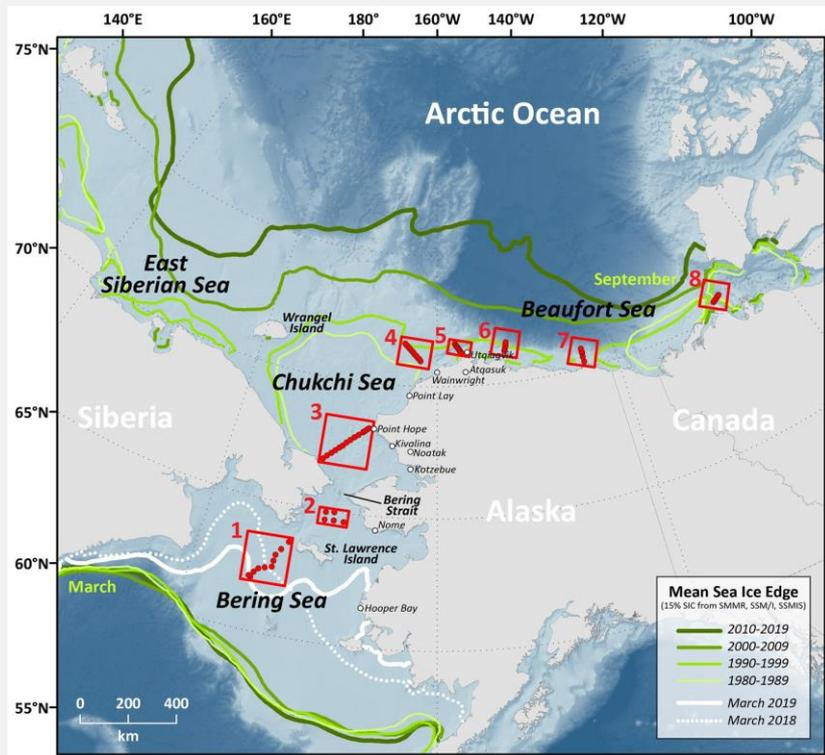 140°E 160°E 180° 160°W 140°W 120°W 100°W
75°N
Arctic Ocean
70°N
East
Siberian Sea
September
8
Beaufort Sea
Wrangel
Island
4
5
6
7
Utqiagvik
Atqasuk
Wainwright
Chukchi Sea
Point Lay
65°N
Siberia
Canada
3
Point Hope
Kivalina
Noatak
Kotzebue
Bering
Strait
2
Alaska
Nome
1
St. Lawrence
Island
60°N
March
Bering Sea
Hooper Bay
Mean Sea Ice Edge
(15% SIC from SMMR, SSM/I, SSMIS)
2010-2019
2000-2009
1990-1999
1980-1989
March 2019
March 2018
55°N
0 200 400
km